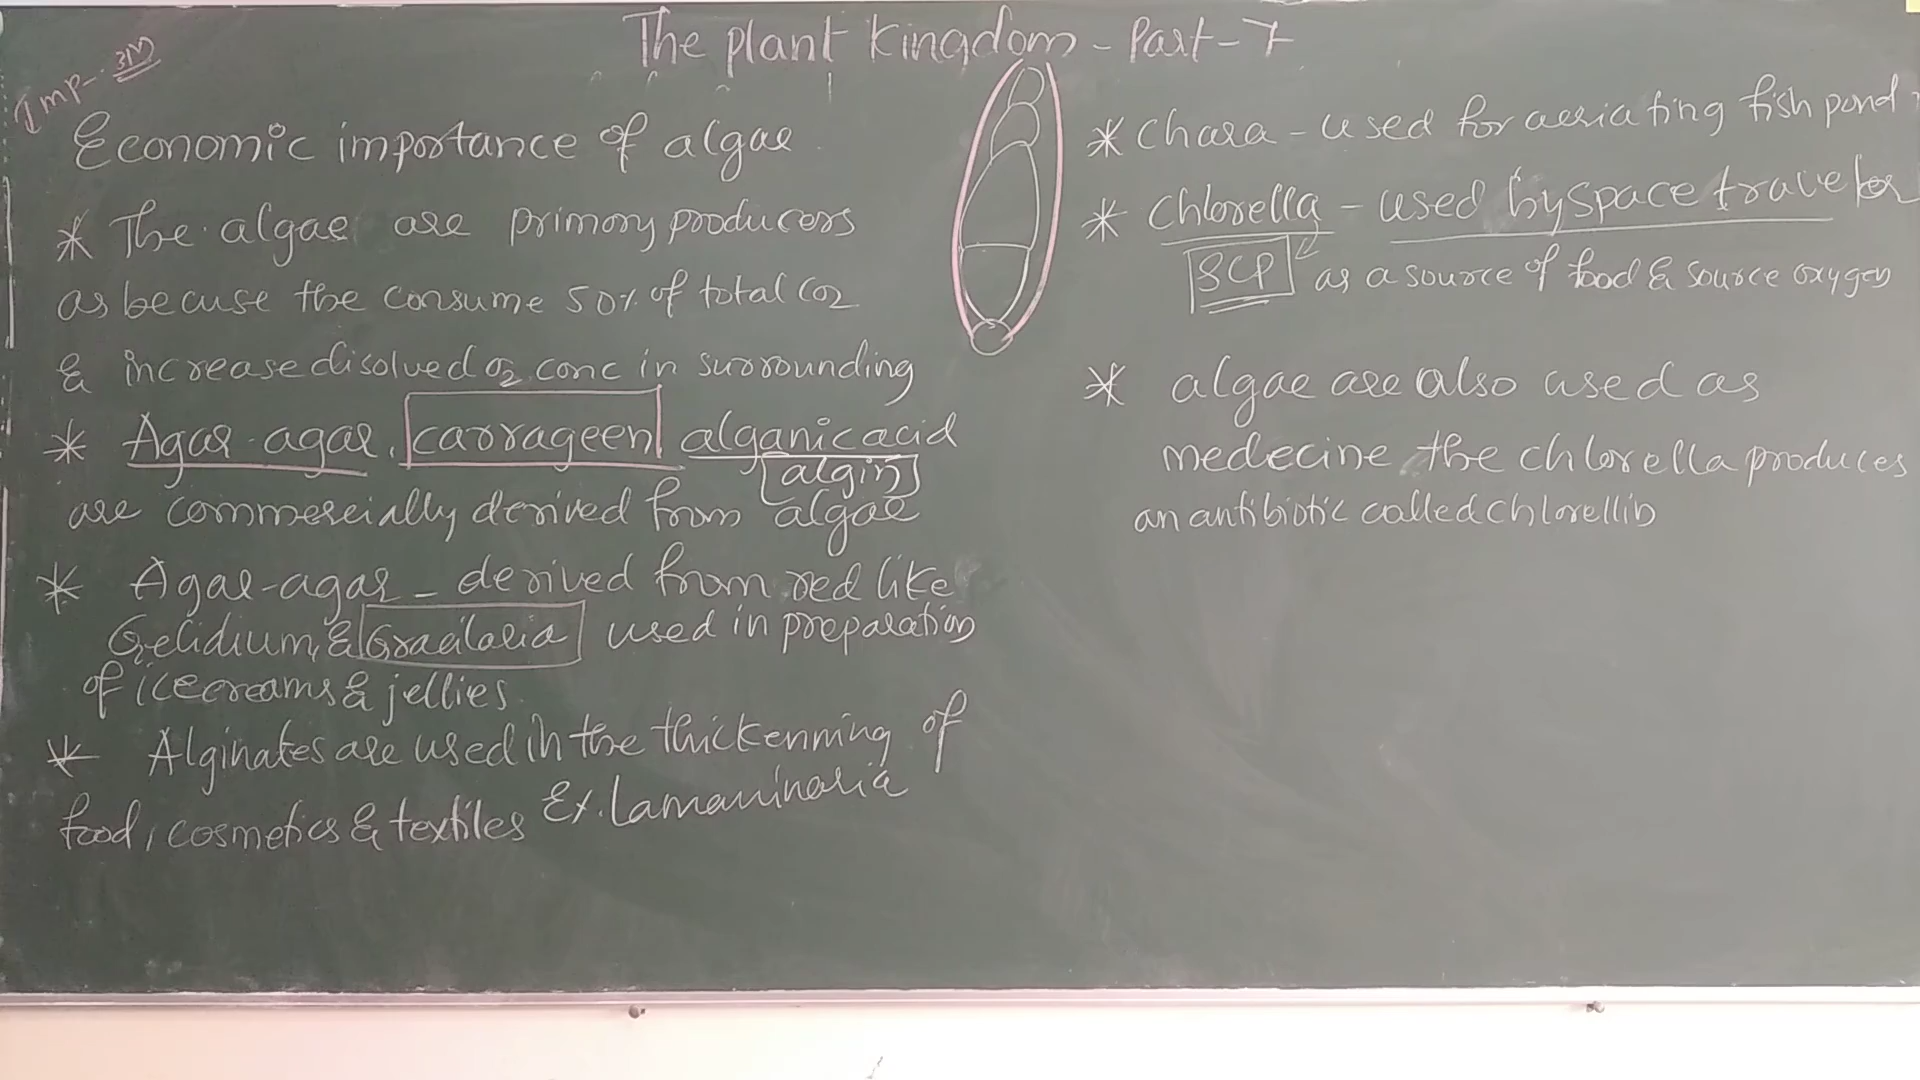 The plant kingdom - Part-7
Imp- 3M
Economic importance of algae
* The algae are primary producers
as becuse the consume 50% of total CO2
& increase disolved O2 conc in surrounding
* Agar-agar, carrageen alganic acid
algin
are commercially derived from algae
* Agar-agar - derived from red like
Gelidium, & Gracilaria used in preparation
of icecreams & jellies
* Alginates are used in the thickenning of
food, cosmetics & textiles Ex. Lamaninaria
* Chara - used for aeriating fish pond
* Chlorella - used by space traveler
SCP as a source of food & source oxygen
* algae are also used as
medecine, the chlorella produces
an antibiotic called chlorellin